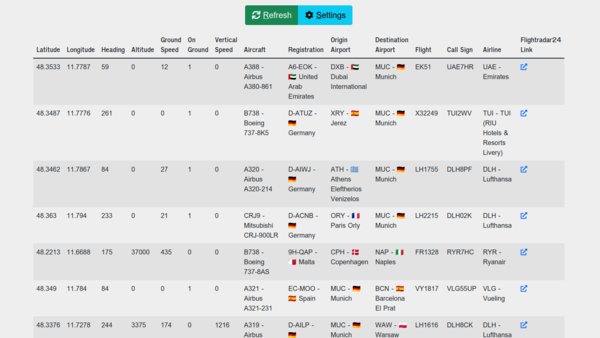 Refresh
Settings
Latitude Longitude Heading Altitude Ground Speed On Ground Vertical Speed Aircraft Registration Origin Airport Destination Airport Flight Call Sign Airline Flightradar24 Link
48.3533 11.7787 59 0 12 1 0 A388 - Airbus A380-861 A6-EOK - 🇦🇪 United Arab Emirates DXB - 🇦🇪 Dubai International MUC - 🇩🇪 Munich EK51 UAE7HR UAE - Emirates
48.3487 11.7776 261 0 0 1 0 B738 - Boeing 737-8K5 D-ATUZ - 🇩🇪 Germany XRY - 🇪🇸 Jerez MUC - 🇩🇪 Munich X32249 TUI2WV TUI - TUI (RIU Hotels & Resorts Livery)
48.3462 11.7867 84 0 27 1 0 A320 - Airbus A320-214 D-AIWJ - 🇩🇪 Germany ATH - 🇬🇷 Athens Eleftherios Venizelos MUC - 🇩🇪 Munich LH1755 DLH8PF DLH - Lufthansa
48.363 11.794 233 0 21 1 0 CRJ9 - Mitsubishi CRJ-900LR D-ACNB - 🇩🇪 Germany ORY - 🇫🇷 Paris Orly MUC - 🇩🇪 Munich LH2215 DLH02K DLH - Lufthansa
48.2213 11.6688 175 37000 435 0 0 B738 - Boeing 737-8AS 9H-QAP - 🇲🇹 Malta CPH - 🇩🇰 Copenhagen NAP - 🇮🇹 Naples FR1328 RYR7HC RYR - Ryanair
48.349 11.784 84 0 0 1 0 A321 - Airbus A321-231 EC-MOO - 🇪🇸 Spain MUC - 🇩🇪 Munich BCN - 🇪🇸 Barcelona El Prat VY1817 VLG55UP VLG - Vueling
48.3376 11.7278 244 3375 174 0 1216 A319 - Airbus D-AILP - 🇩🇪 MUC - 🇩🇪 Munich WAW - 🇵🇱 Warsaw LH1616 DLH8CK DLH - Lufthansa